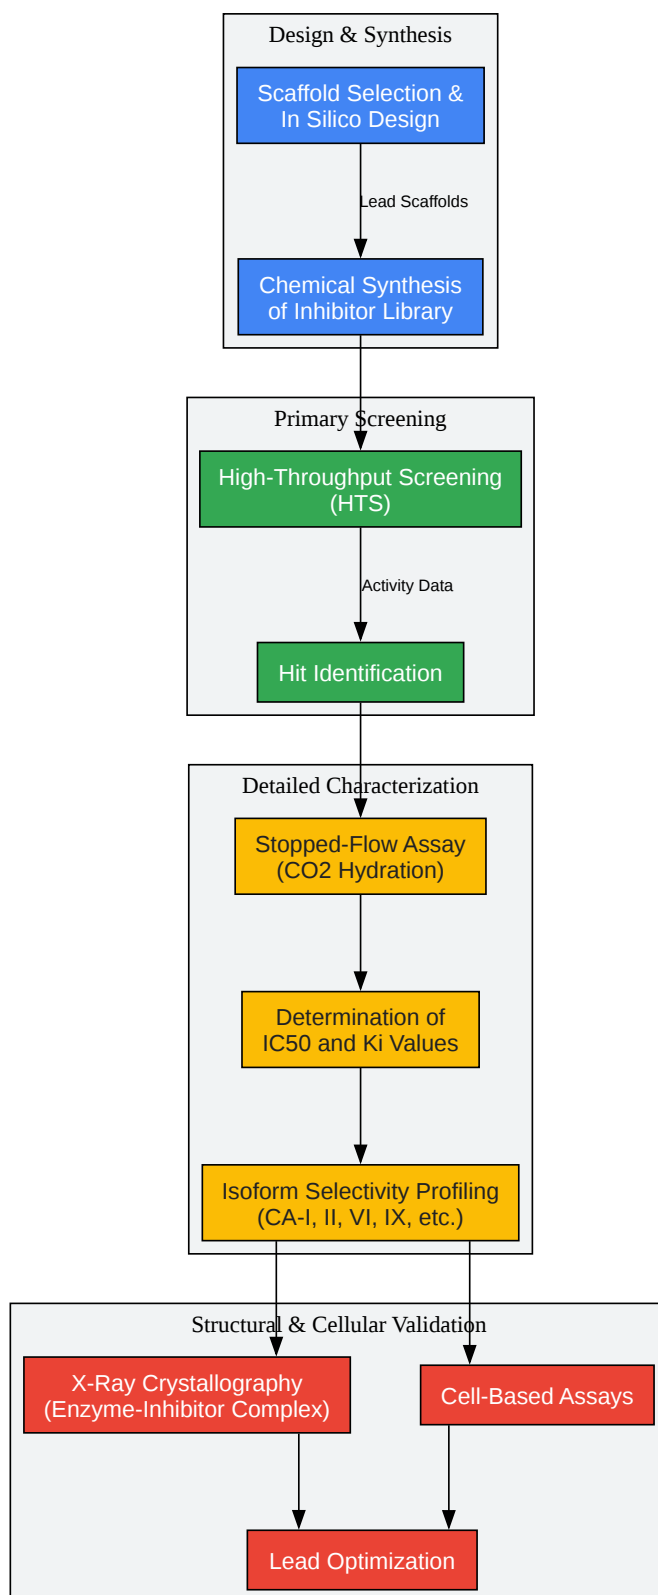 Design & Synthesis
Scaffold Selection &
In Silico Design
Lead Scaffolds
Chemical Synthesis
of Inhibitor Library
Primary Screening
High-Throughput Screening
(HTS)
Activity Data
Hit Identification
Detailed Characterization
Stopped-Flow Assay
(CO2 Hydration)
Determination of
IC50 and Ki Values
Isoform Selectivity Profiling
(CA-I, II, VI, IX, etc.)
Structural & Cellular Validation
X-Ray Crystallography
(Enzyme-Inhibitor Complex)
Cell-Based Assays
Lead Optimization